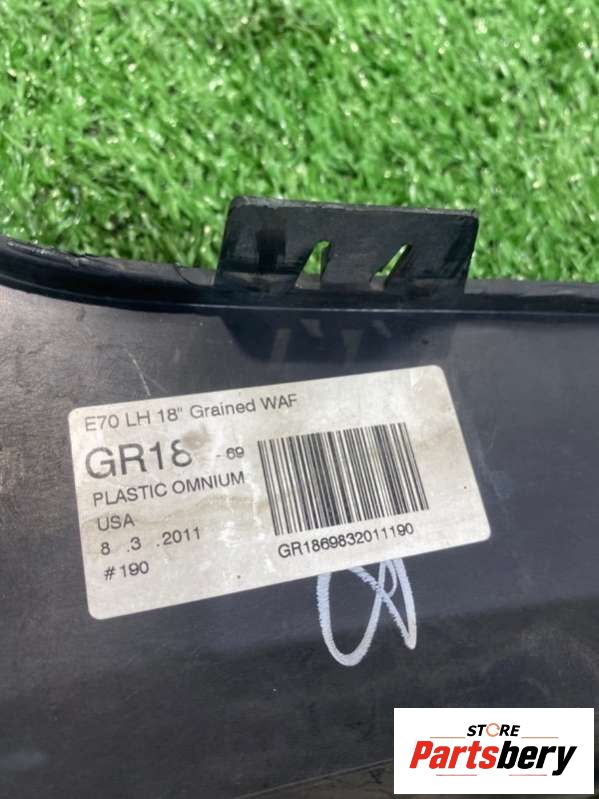 E70 LH 18" Grained WAF
GR18 - 69
PLASTIC OMNIUM
USA
8 .3 .2011
#190
GR1869832011190
STORE
Partsbery